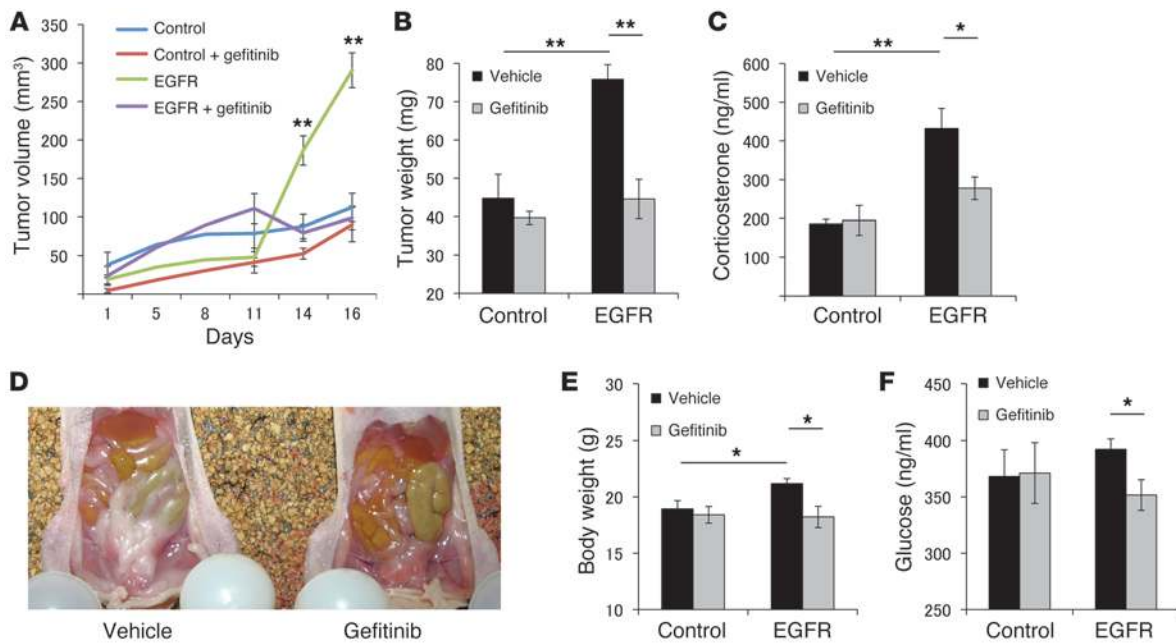 A
Tumor volume (mm³)
350
300
250
200
150
100
50
Control
Control + gefitinib
EGFR
EGFR + gefitinib
**
**
1 5 8 11 14 16
Days
B
Tumor weight (mg)
80
70
60
50
40
30
20
** **
Vehicle
Gefitinib
Control EGFR
C
Corticosterone (ng/ml)
600
500
400
300
200
100
** *
Vehicle
Gefitinib
Control EGFR
D
Vehicle Gefitinib
E
Body weight (g)
30
25
20
15
10
Vehicle
Gefitinib
* *
Control EGFR
F
Glucose (ng/ml)
450
400
350
300
250
Vehicle
Gefitinib
*
Control EGFR